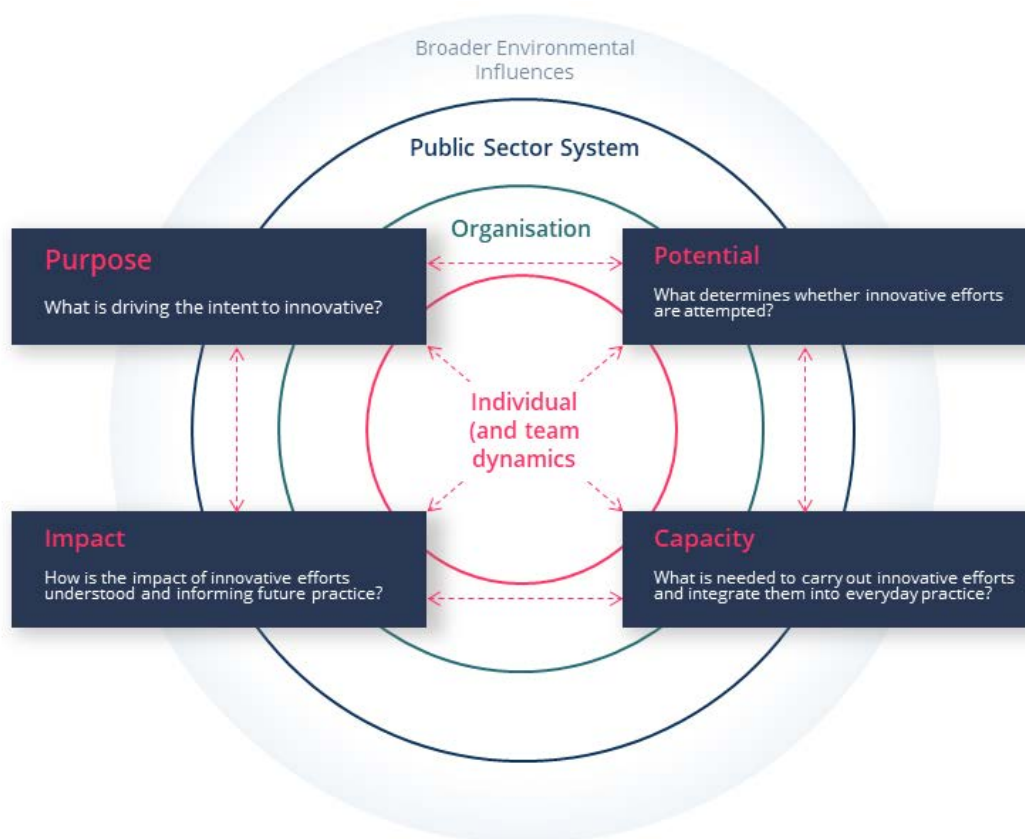 Broader Environmental
Influences
Public Sector System
Organisation
Purpose
What is driving the intent to innovative?
Potential
What determines whether innovative efforts
are attempted?
Individual
(and team
dynamics
Impact
How is the impact of innovative efforts
understood and informing future practice?
Capacity
What is needed to carry out innovative efforts
and integrate them into everyday practice?